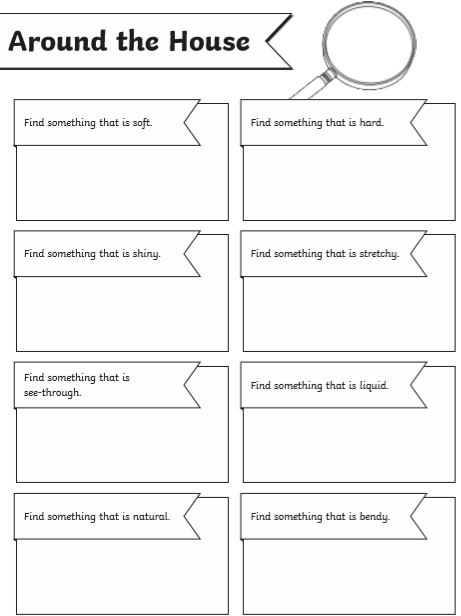 Around the House
Find something that is soft.
Find something that is hard.
Find something that is shiny.
Find something that is stretchy.
Find something that is
see-through.
Find something that is liquid.
Find something that is natural.
Find something that is bendy.